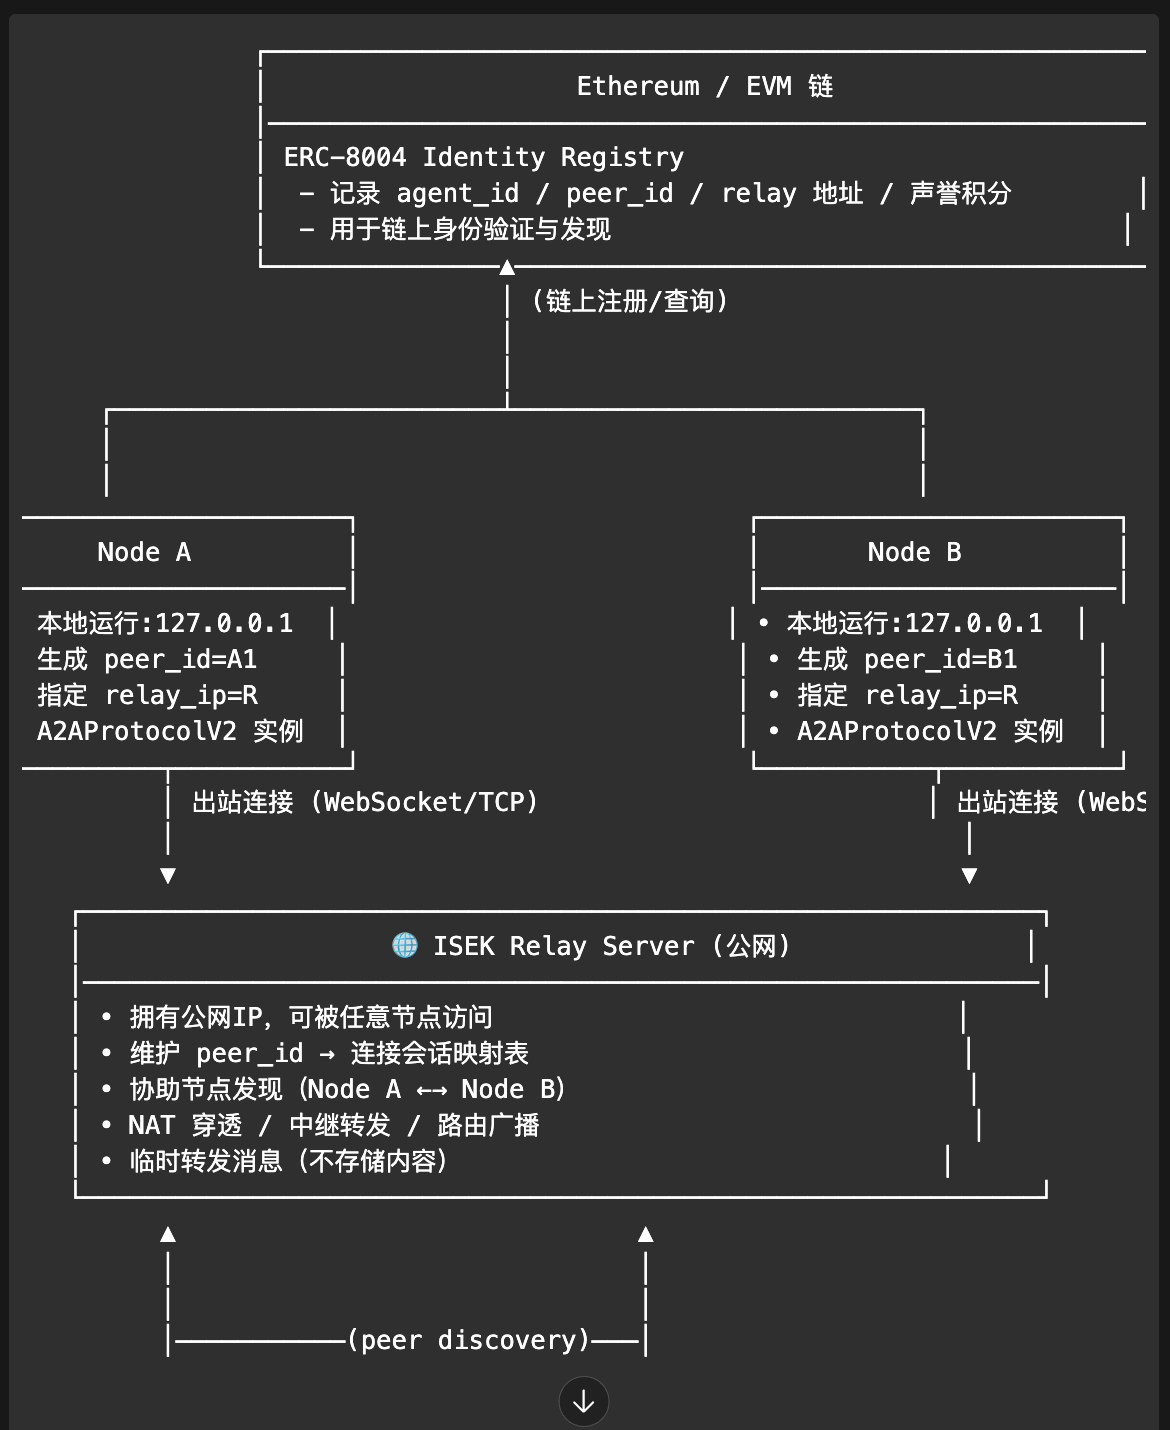 Ethereum / EVM 链
ERC-8004 Identity Registry
- 记录 agent_id / peer_id / relay 地址 / 声誉积分
- 用于链上身份验证与发现
(链上注册/查询)
Node A
本地运行:127.0.0.1
生成 peer_id=A1
指定 relay_ip=R
A2AProtocolV2 实例
Node B
• 本地运行:127.0.0.1
• 生成 peer_id=B1
• 指定 relay_ip=R
• A2AProtocolV2 实例
出站连接 (WebSocket/TCP)
出站连接 (WebS
🌐 ISEK Relay Server (公网)
• 拥有公网IP，可被任意节点访问
• 维护 peer_id → 连接会话映射表
• 协助节点发现（Node A ←→ Node B）
• NAT 穿透 / 中继转发 / 路由广播
• 临时转发消息（不存储内容）
(peer discovery)